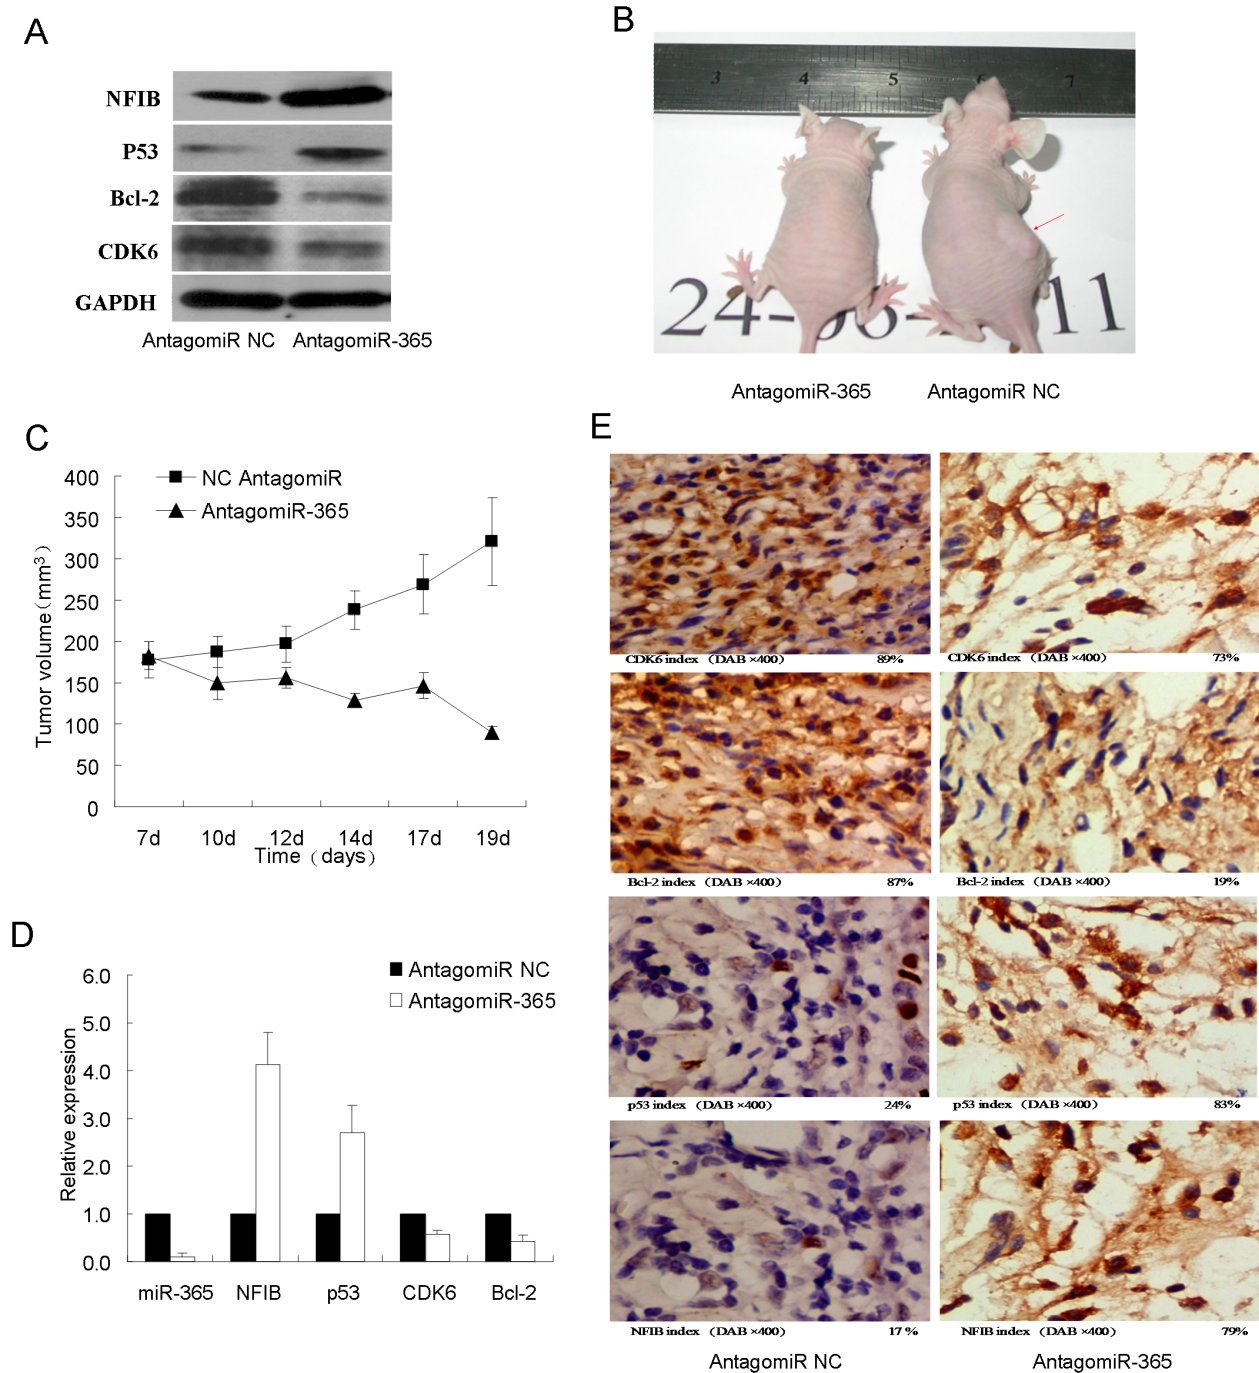 A
NFIB
P53
Bcl-2
CDK6
GAPDH
AntagomiR NC AntagomiR-365
B
3 4 5 6 7
24-06- 11
AntagomiR-365 AntagomiR NC
C
NC AntagomiR
AntagomiR-365
Tumor volume (mm³)
400
350
300
250
200
150
100
50
0
7d 10d 12d 14d 17d 19d
Time (days)
D
AntagomiR NC
AntagomiR-365
Relative expression
6.0
5.0
4.0
3.0
2.0
1.0
0.0
miR-365 NFIB p53 CDK6 Bcl-2
E
CDK6 index (DAB ×400) 89%
CDK6 index (DAB ×400) 73%
Bcl-2 index (DAB ×400) 87%
Bcl-2 index (DAB ×400) 19%
p53 index (DAB ×400) 24%
p53 index (DAB ×400) 83%
NFIB index (DAB ×400) 17 %
NFIB index (DAB ×400) 79%
AntagomiR NC AntagomiR-365